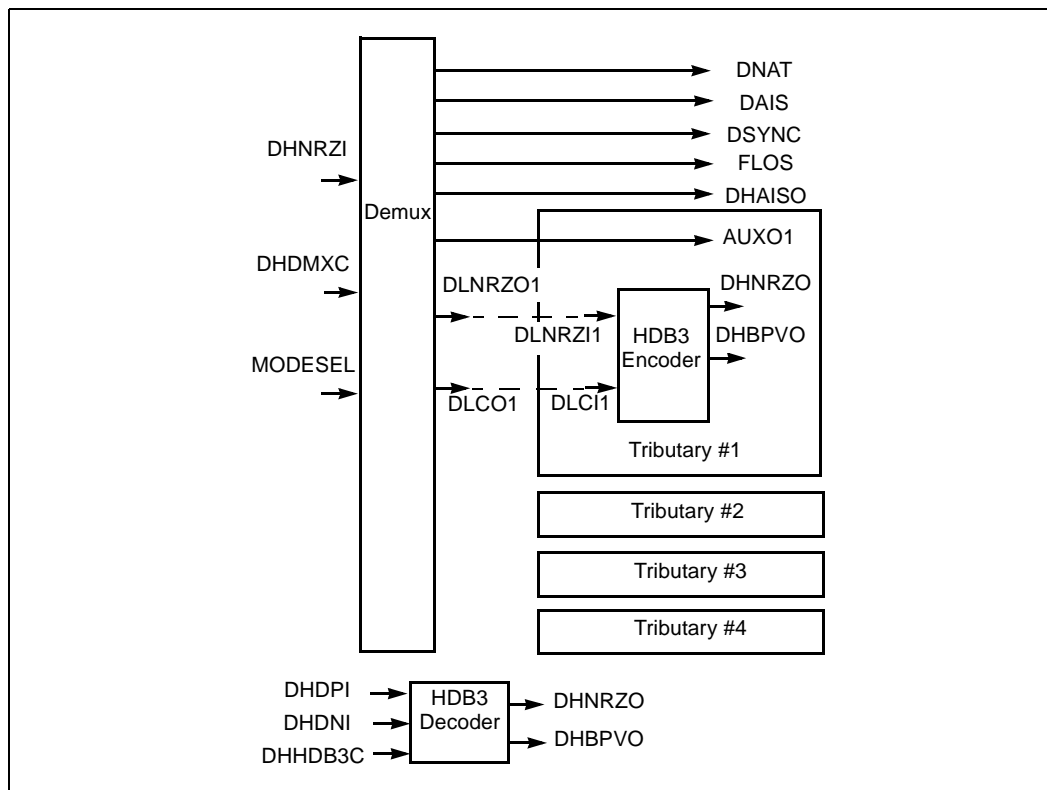 DNAT
DAIS
DSYNC
DHNRZI
FLOS
DHAISO
Demux
AUXO1
DHDMXC
DLNRZO1
DHNRZO
DLNRZI1
HDB3
Encoder
DHBPVO
MODESEL
DLCO1
DLCI1
Tributary #1
Tributary #2
Tributary #3
Tributary #4
DHDPI
HDB3
Decoder
DHNRZO
DHDNI
DHBPVO
DHHDB3C